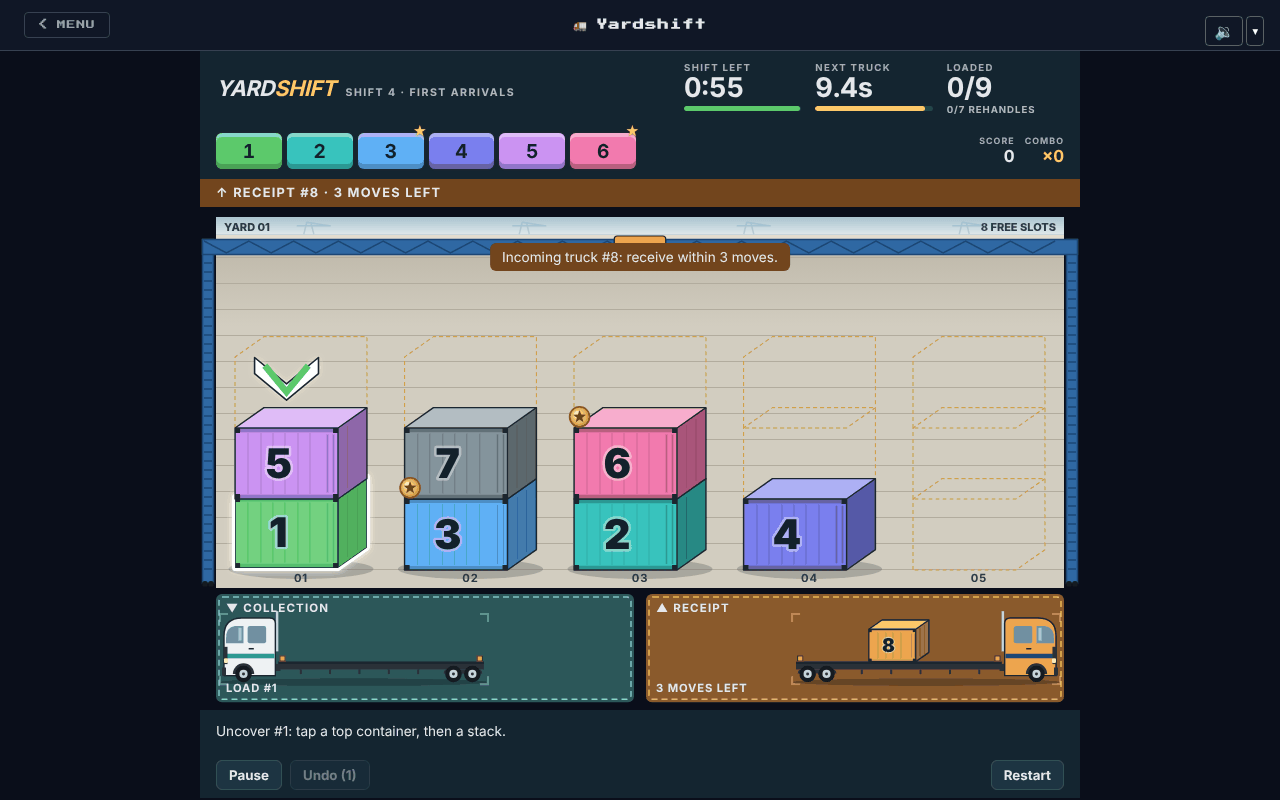 MENU
🚛 Yardshift
YARDSHIFT SHIFT 4 · FIRST ARRIVALS
SHIFT LEFT
0:55
NEXT TRUCK
9.4s
LOADED
0/9
0/7 REHANDLES
1 2 3 4 5 6
SCORE
0
COMBO
×0
↑ RECEIPT #8 · 3 MOVES LEFT
YARD 01
8 FREE SLOTS
Incoming truck #8: receive within 3 moves.
5 7 6
1 3 2 4
01 02 03 04 05
▼ COLLECTION
LOAD #1
▲ RECEIPT
8
3 MOVES LEFT
Uncover #1: tap a top container, then a stack.
Pause
Undo (1)
Restart